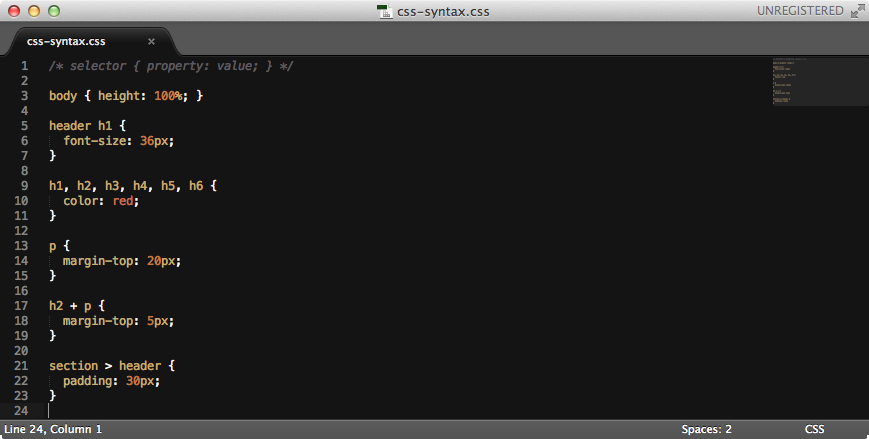 css-syntax.css
UNREGISTERED
css-syntax.css ×
1 /* selector { property: value; } */
2
3 body { height: 100%; }
4
5 header h1 {
6   font-size: 36px;
7 }
8
9 h1, h2, h3, h4, h5, h6 {
10   color: red;
11 }
12
13 p {
14   margin-top: 20px;
15 }
16
17 h2 + p {
18   margin-top: 5px;
19 }
20
21 section > header {
22   padding: 30px;
23 }
24
Line 24, Column 1
Spaces: 2
CSS